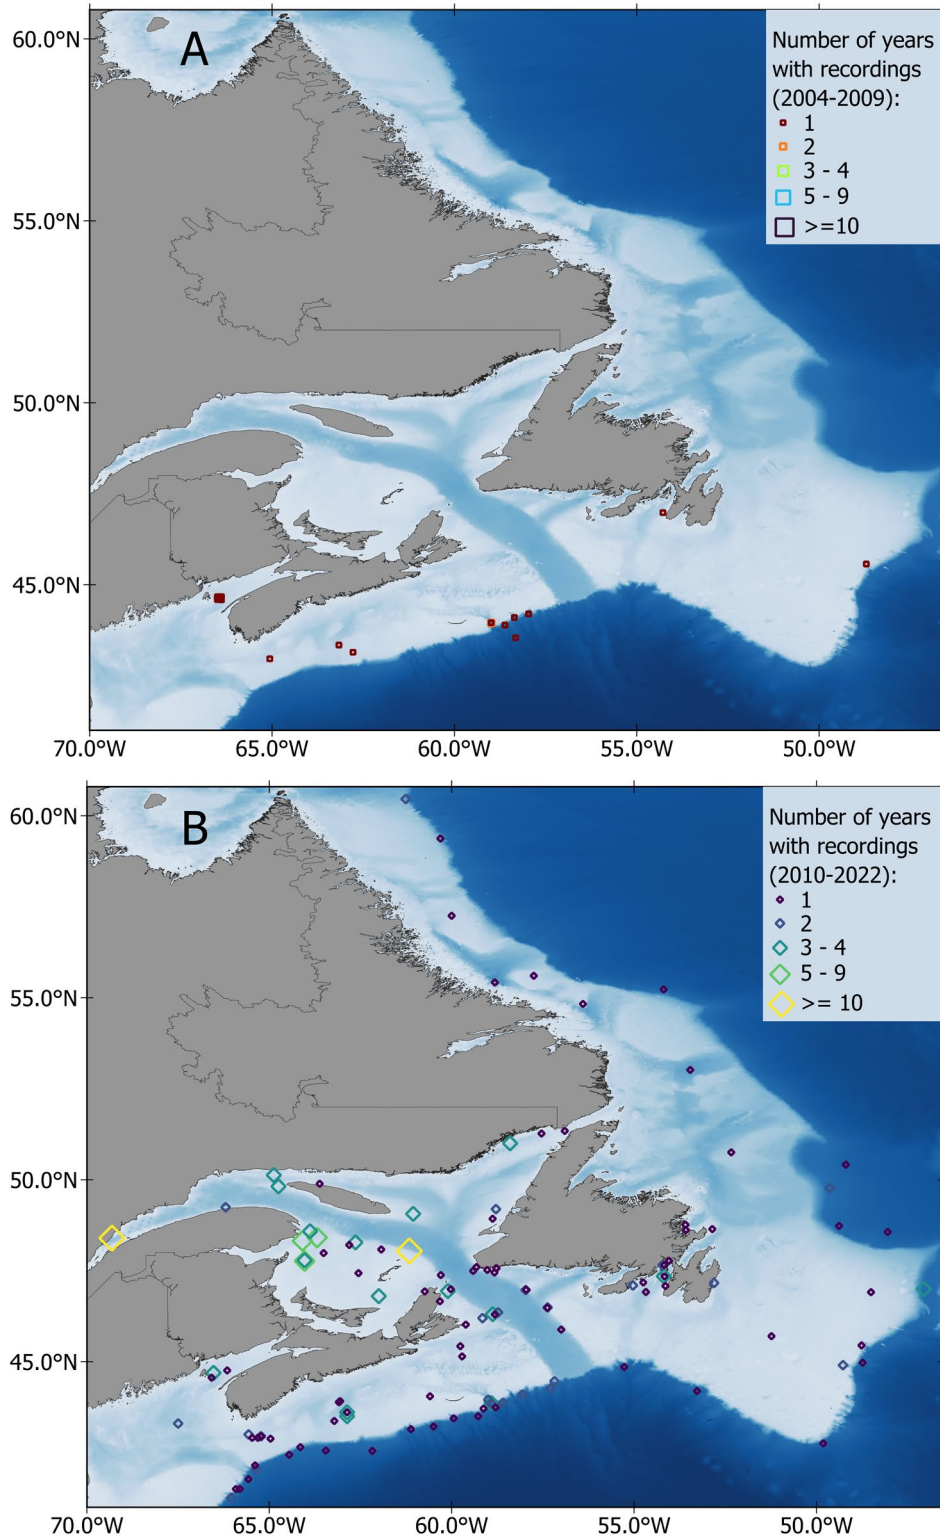 A
Number of years
with recordings
(2004-2009):
1
2
3 - 4
5 - 9
>=10
60.0°N
55.0°N
50.0°N
45.0°N
70.0°W 65.0°W 60.0°W 55.0°W 50.0°W
B
Number of years
with recordings
(2010-2022):
1
2
3 - 4
5 - 9
>= 10
60.0°N
55.0°N
50.0°N
45.0°N
70.0°W 65.0°W 60.0°W 55.0°W 50.0°W